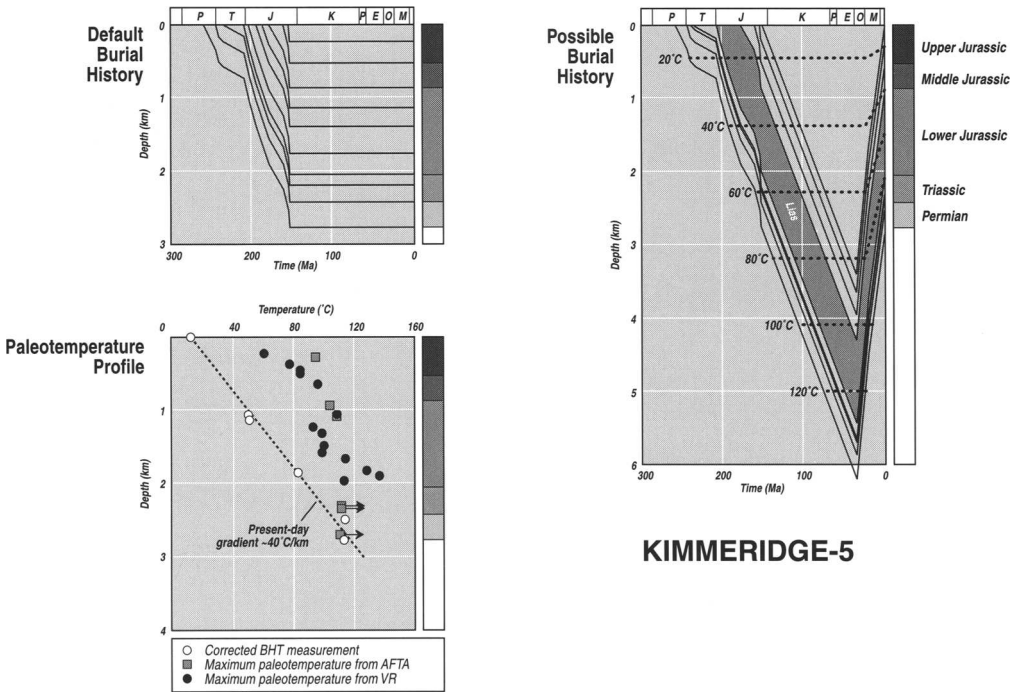 Default
Burial
History
P T J K P E O M
0
1
2
3
Depth (km)
300 200 100 0
Time (Ma)
Possible
Burial
History
P T J K P E O M
0
1
2
3
4
5
6
Depth (km)
20°C
40°C
60°C
80°C
100°C
120°C
Lias
300 200 100 0
Time (Ma)
Upper Jurassic
Middle Jurassic
Lower Jurassic
Triassic
Permian
Paleotemperature
Profile
Temperature (°C)
0 40 80 120 160
0
1
2
3
4
Depth (km)
Present-day
gradient ~40°C/km
Corrected BHT measurement
Maximum paleotemperature from AFTA
Maximum paleotemperature from VR
KIMMERIDGE-5